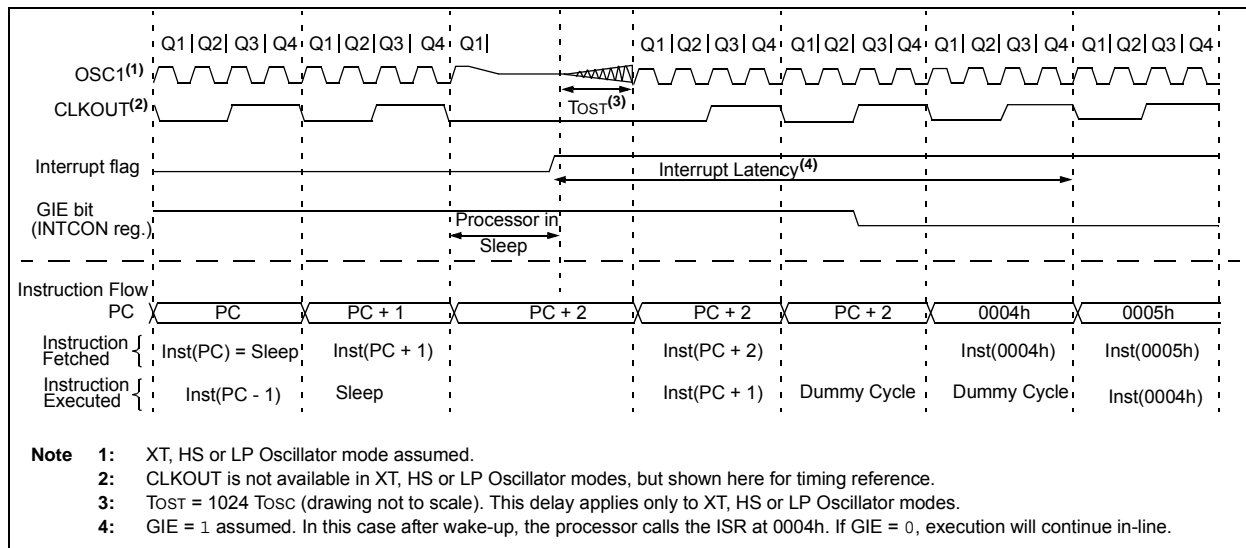 Q1 Q2 Q3 Q4 Q1 Q2 Q3 Q4 Q1 Q1 Q2 Q3 Q4 Q1 Q2 Q3 Q4 Q1 Q2 Q3 Q4 Q1 Q2 Q3 Q4
OSC1(1)
CLKOUT(2)
TOST(3)
Interrupt flag
Interrupt Latency(4)
GIE bit
(INTCON reg.)
Processor in
Sleep
Instruction Flow
PC PC PC + 1 PC + 2 PC + 2 PC + 2 0004h 0005h
Instruction
Fetched
Inst(PC) = Sleep Inst(PC + 1) Inst(PC + 2) Inst(0004h) Inst(0005h)
Instruction
Executed
Inst(PC - 1) Sleep Inst(PC + 1) Dummy Cycle Dummy Cycle Inst(0004h)
Note 1: XT, HS or LP Oscillator mode assumed.
2: CLKOUT is not available in XT, HS or LP Oscillator modes, but shown here for timing reference.
3: TOST = 1024 TOSC (drawing not to scale). This delay applies only to XT, HS or LP Oscillator modes.
4: GIE = 1 assumed. In this case after wake-up, the processor calls the ISR at 0004h. If GIE = 0, execution will continue in-line.